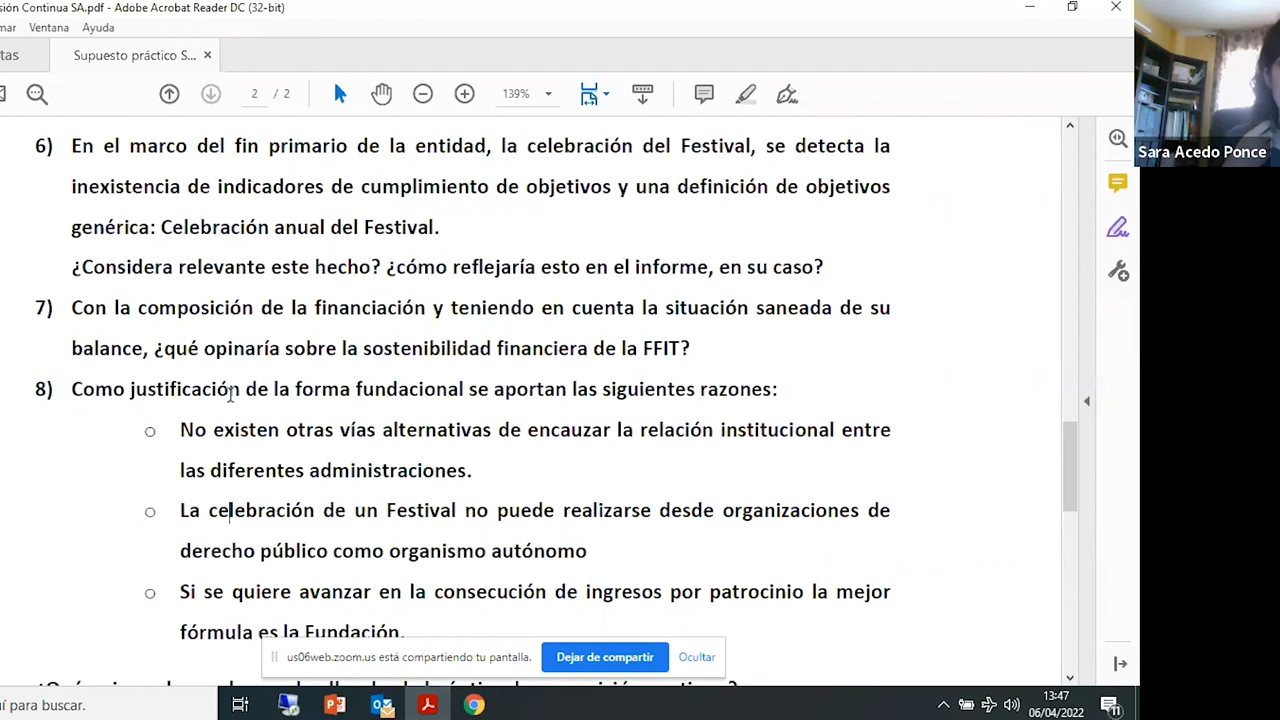 sión Continua SA.pdf - Adobe Acrobat Reader DC (32-bit)
mar Ventana Ayuda
tas Supuesto práctico S... ×
2 / 2 139%
Sara Acedo Ponce
6) En el marco del fin primario de la entidad, la celebración del Festival, se detecta la
inexistencia de indicadores de cumplimiento de objetivos y una definición de objetivos
genérica: Celebración anual del Festival.
¿Considera relevante este hecho? ¿cómo reflejaría esto en el informe, en su caso?
7) Con la composición de la financiación y teniendo en cuenta la situación saneada de su
balance, ¿qué opinaría sobre la sostenibilidad financiera de la FFIT?
8) Como justificación de la forma fundacional se aportan las siguientes razones:
o No existen otras vías alternativas de encauzar la relación institucional entre
las diferentes administraciones.
o La celebración de un Festival no puede realizarse desde organizaciones de
derecho público como organismo autónomo
o Si se quiere avanzar en la consecución de ingresos por patrocinio la mejor
fórmula es la Fundación.
us06web.zoom.us está compartiendo tu pantalla. Dejar de compartir Ocultar
uí para buscar.
13:47
06/04/2022
11